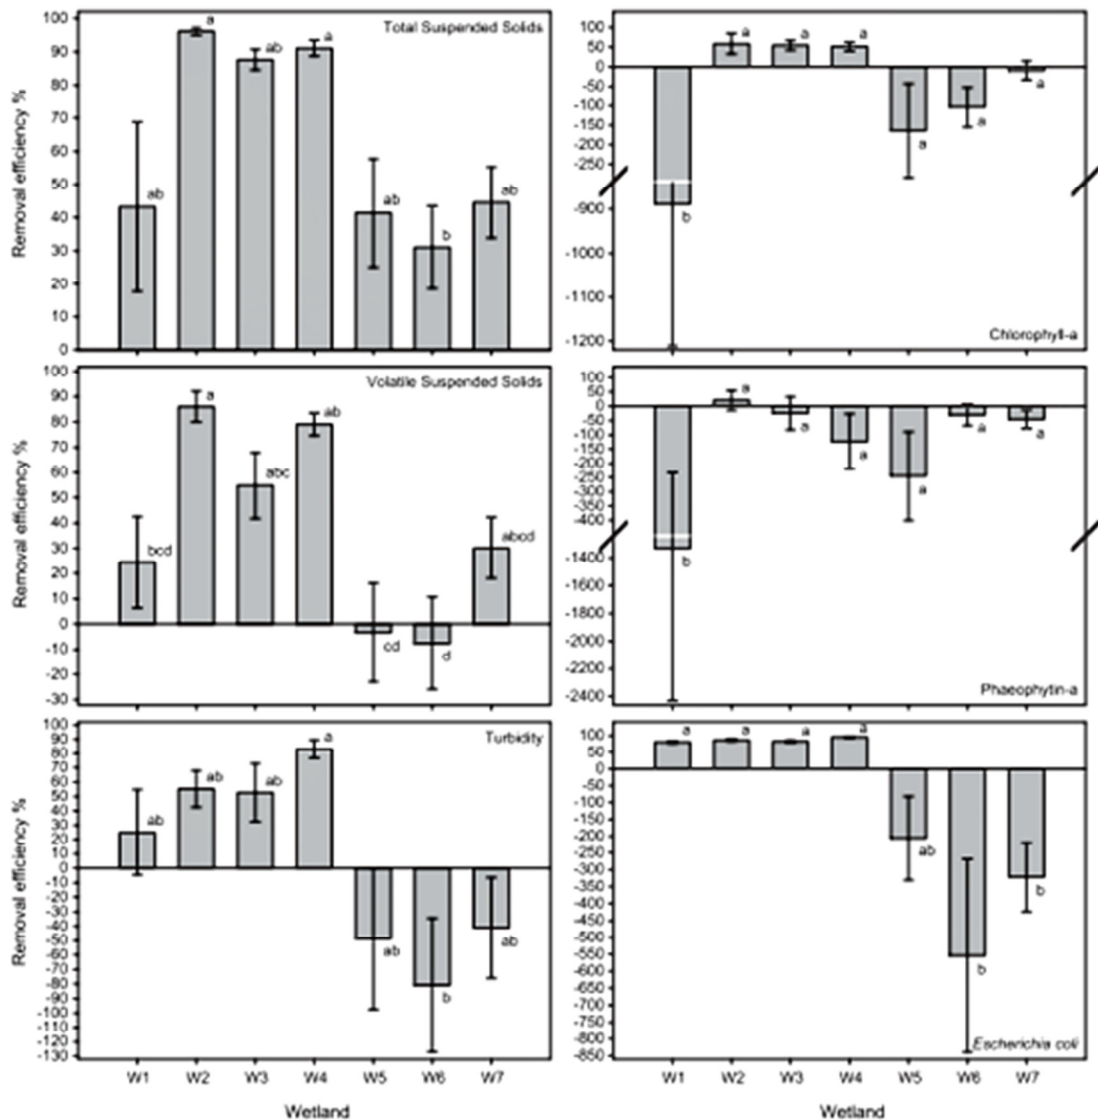 Total Suspended Solids
Removal efficiency %
100
90
80
70
60
50
40
30
20
10
0
ab
a
ab
a
ab
b
ab
Chlorophyll-a
100
50
0
-50
-100
-150
-200
-250
-900
-1000
-1100
-1200
b
a
a
a
a
a
a
Volatile Suspended Solids
Removal efficiency %
100
90
80
70
60
50
40
30
20
10
0
-10
-20
-30
bcd
a
abc
ab
cd
d
abcd
Phaeophytin-a
100
50
0
-50
-100
-150
-200
-250
-300
-350
-400
-1400
-1600
-1800
-2000
-2200
-2400
b
a
a
a
a
a
a
Turbidity
Removal efficiency %
100
90
80
70
60
50
40
30
20
10
0
-10
-20
-30
-40
-50
-60
-70
-80
-90
-100
-110
-120
-130
ab
ab
ab
a
ab
b
ab
W1 W2 W3 W4 W5 W6 W7
Wetland
Escherichia coli
100
50
0
-50
-100
-150
-200
-250
-300
-350
-400
-450
-500
-550
-600
-650
-700
-750
-800
-850
a
a
a
a
ab
b
b
W1 W2 W3 W4 W5 W6 W7
Wetland